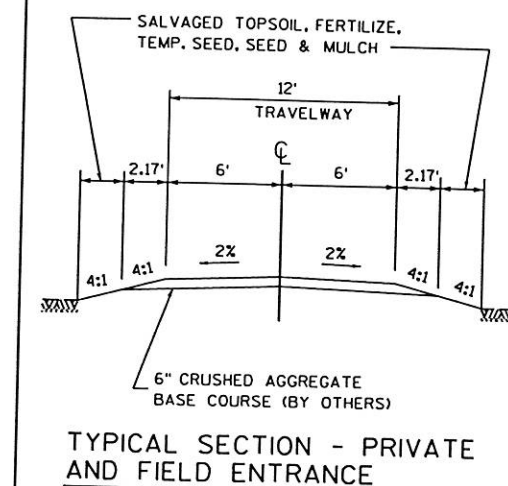 SALVAGED TOPSOIL, FERTILIZE,
TEMP. SEED, SEED & MULCH
12'
TRAVELWAY
℄
2.17' 6' 6' 2.17'
4:1 4:1 2% 2% 4:1 4:1
6" CRUSHED AGGREGATE
BASE COURSE (BY OTHERS)
TYPICAL SECTION - PRIVATE
AND FIELD ENTRANCE